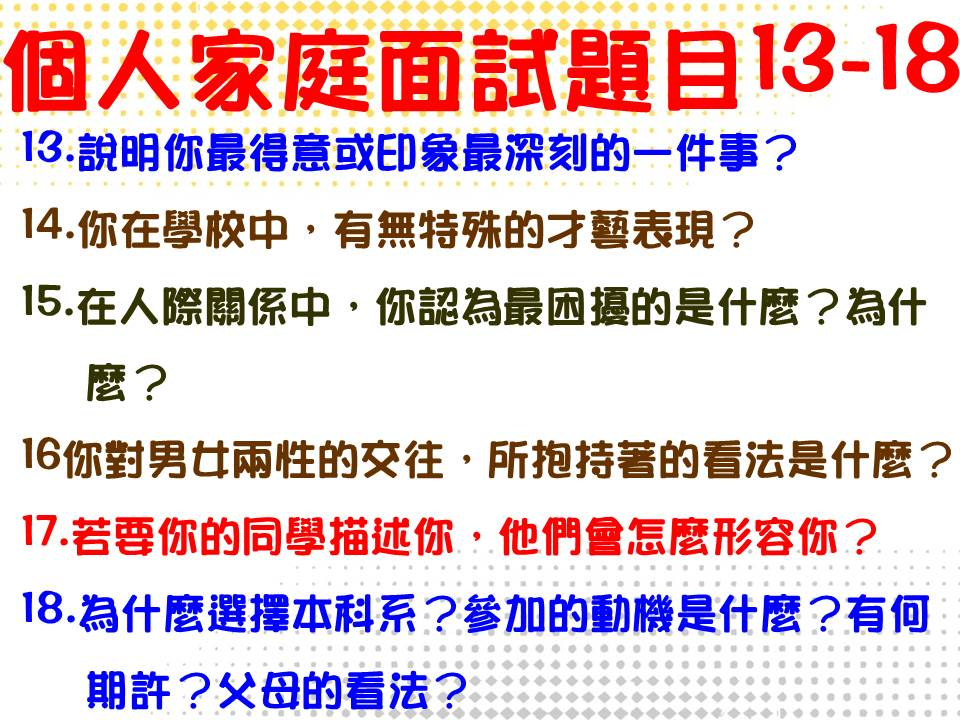 個人家庭面試題目13-18
13.說明你最得意或印象最深刻的一件事？
14.你在學校中，有無特殊的才藝表現？
15.在人際關係中，你認為最困擾的是什麼？為什
麼？
16你對男女兩性的交往，所抱持著的看法是什麼？
17.若要你的同學描述你，他們會怎麼形容你？
18.為什麼選擇本科系？參加的動機是什麼？有何
期許？父母的看法？